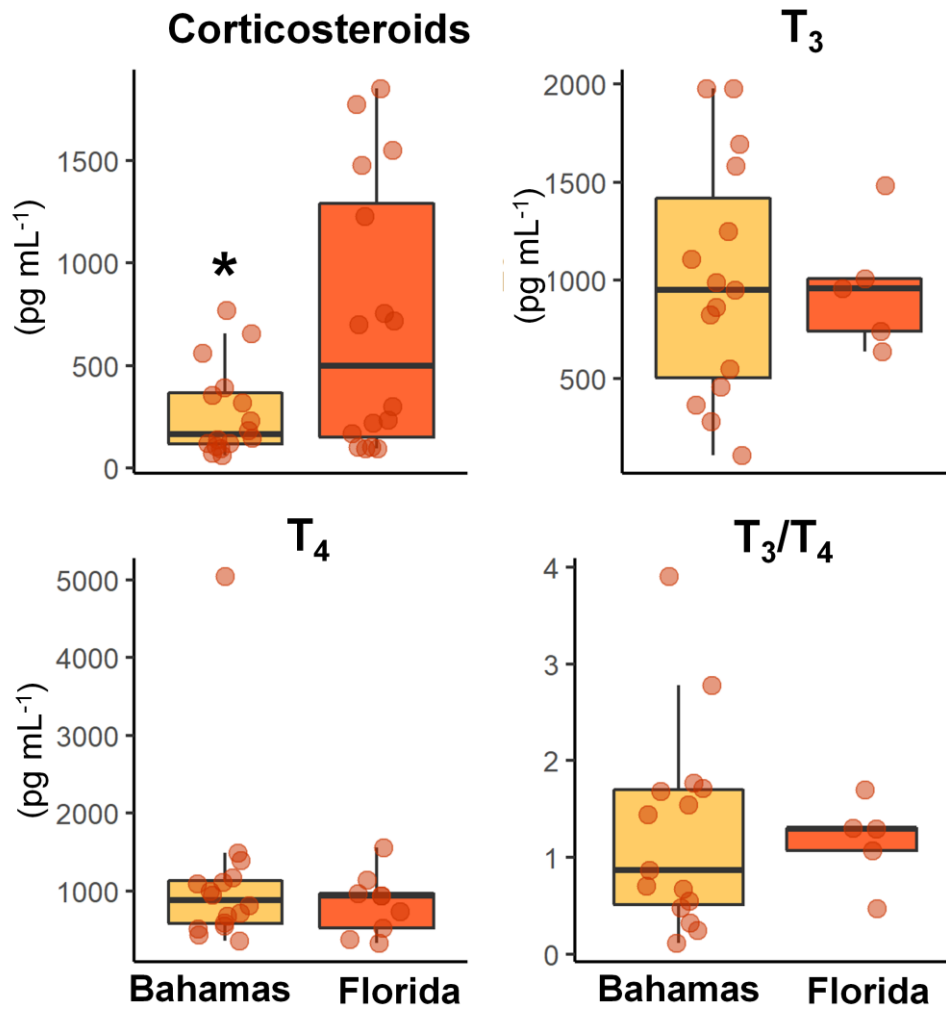 Corticosteroids
(pg mL⁻¹)
1500
1000
500
0
*
T₃
(pg mL⁻¹)
2000
1500
1000
500
T₄
(pg mL⁻¹)
5000
4000
3000
2000
1000
Bahamas
Florida
T₃/T₄
4
3
2
1
0
Bahamas
Florida